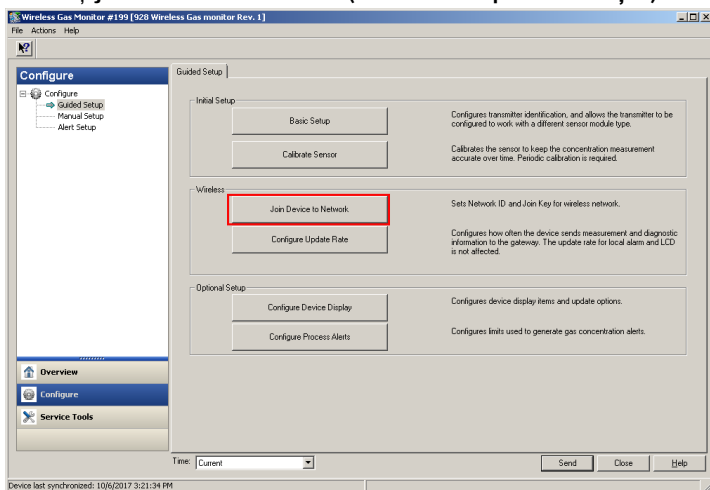 Wireless Gas Monitor #199 [928 Wireless Gas monitor Rev. 1]
File Actions Help
Configure
Configure
Guided Setup
Manual Setup
Alert Setup
Overview
Configure
Service Tools
Guided Setup
Initial Setup
Basic Setup
Configures transmitter identification, and allows the transmitter to be
configured to work with a different sensor module type.
Calibrate Sensor
Calibrates the sensor to keep the concentration measurement
accurate over time. Periodic calibration is required.
Wireless
Join Device to Network
Sets Network ID and Join Key for wireless network.
Configure Update Rate
Configures how often the device sends measurement and diagnostic
information to the gateway. The update rate for local alarm and LCD
is not affected.
Optional Setup
Configure Device Display
Configures device display items and update options.
Configure Process Alerts
Configures limits used to generate gas concentration alerts.
Time: Current
Send Close Help
Device last synchronized: 10/6/2017 3:21:34 PM